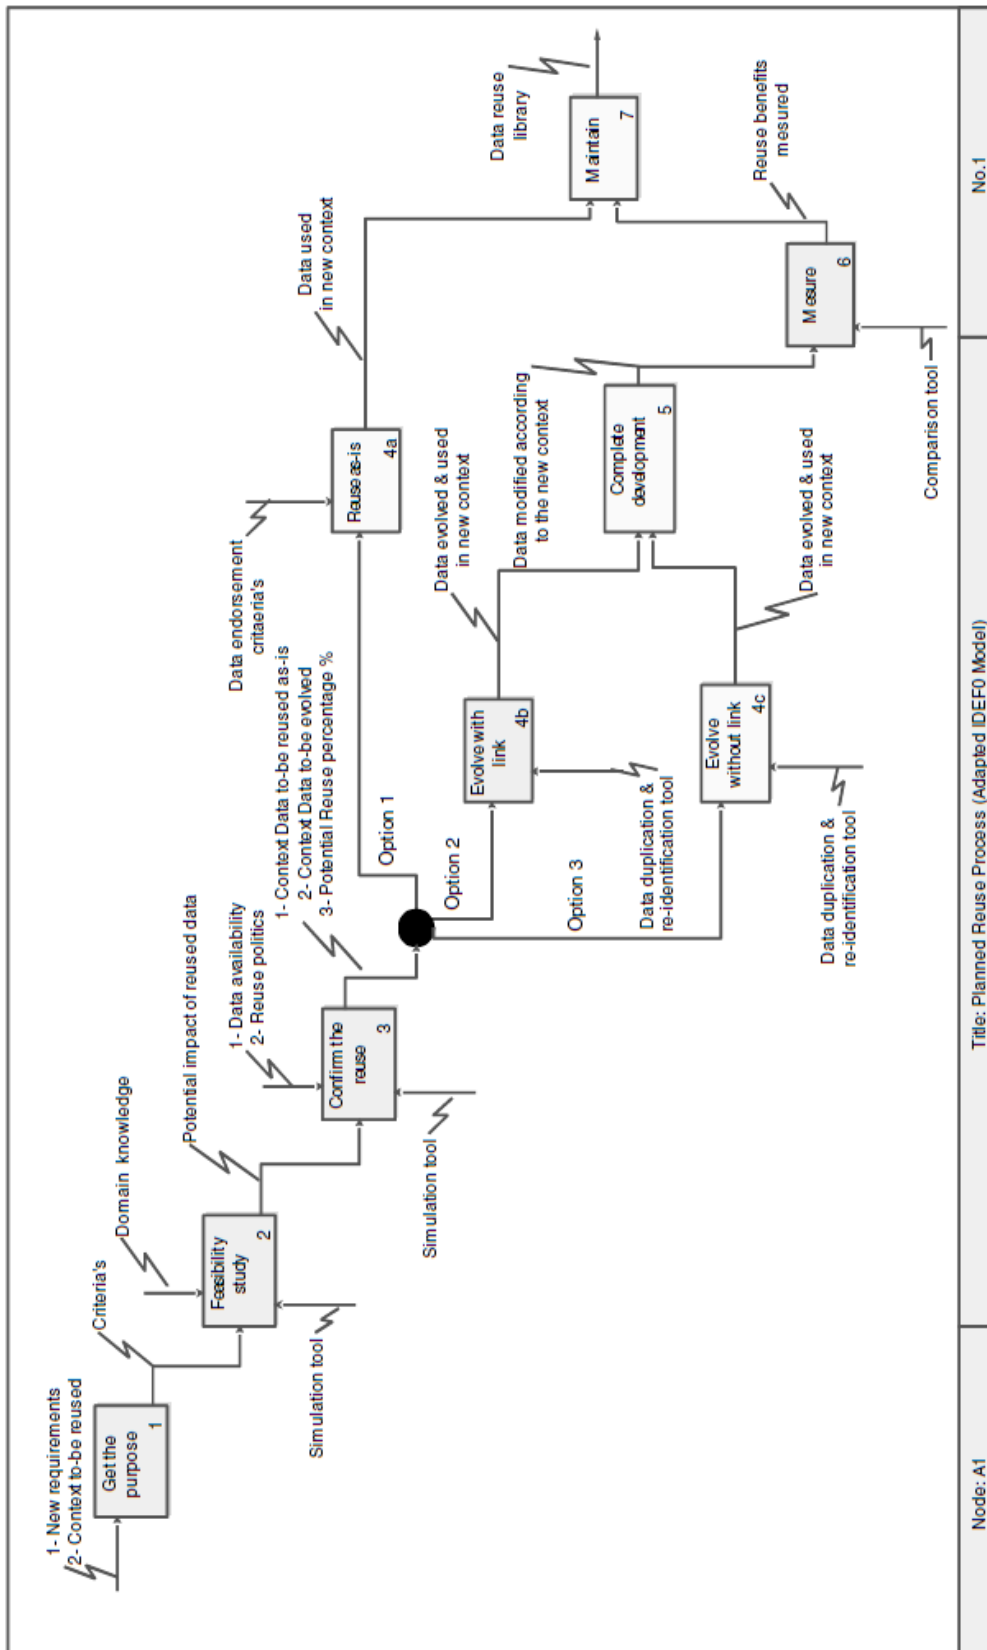 1- New requirements
2- Context to-be reused
Get the
purpose
1
Criteria's
Domain knowledge
Feasibility
study
2
Simulation tool
Potential impact of reused data
1- Data availability
2- Reuse politics
Confirm the
reuse
3
Simulation tool
1- Context Data to-be reused as-is
2- Context Data to-be evolved
3- Potential Reuse percentage %
Option 1
Option 2
Option 3
Data endorsement
critaeria's
Reuse as-is
4a
Data used
in new context
Evolve with
link
4b
Data duplication &
re-identification tool
Data evolved & used
in new context
Evolve
without link
4c
Data duplication &
re-identification tool
Data evolved & used
in new context
Data modified according
to the new context
Complete
development
5
Mesure
6
Comparison tool
Reuse benefits
mesured
Maintain
7
Data reuse
library
Node: A1
Title: Planned Reuse Process (Adapted IDEF0 Model)
No.1